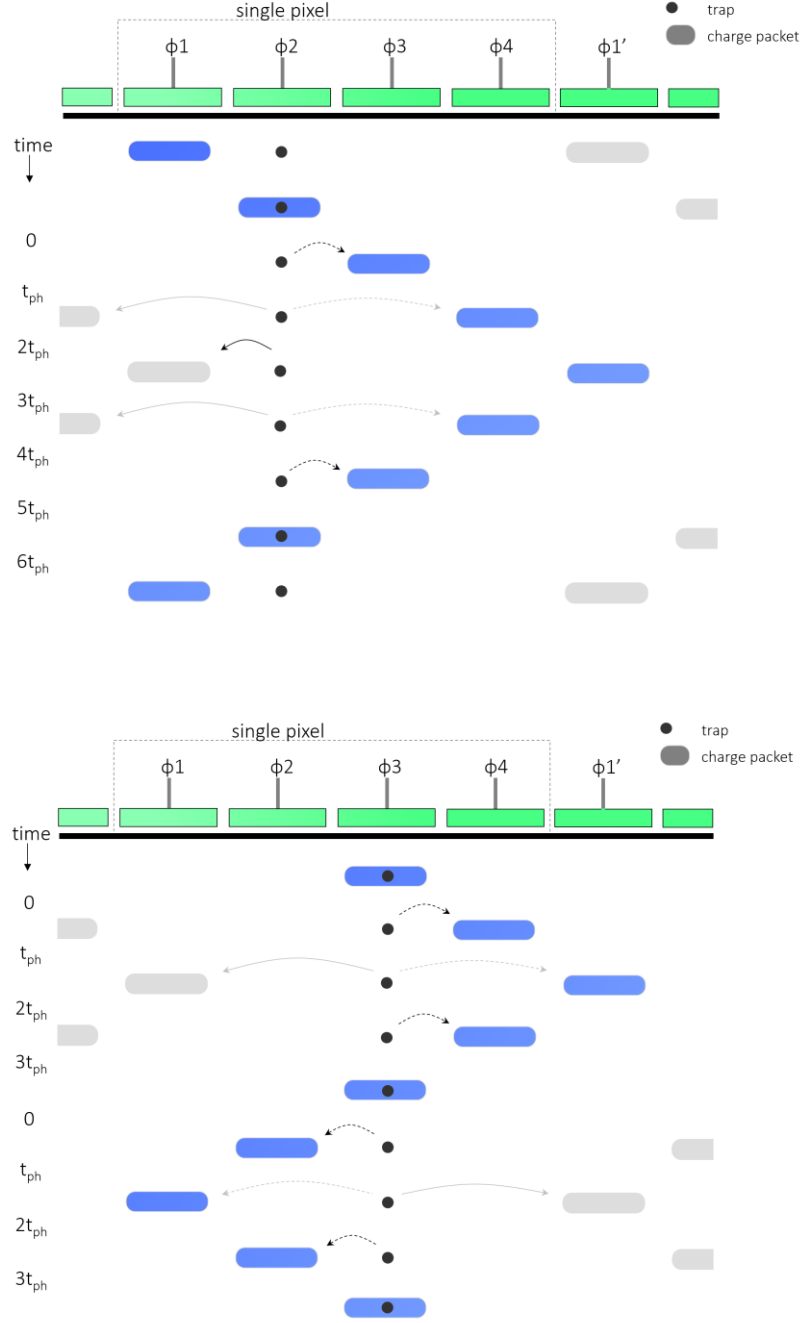 single pixel
trap
charge packet
ϕ1 ϕ2 ϕ3 ϕ4 ϕ1′
time
0
tph
2tph
3tph
4tph
5tph
6tph
single pixel
trap
charge packet
ϕ1 ϕ2 ϕ3 ϕ4 ϕ1′
time
0
tph
2tph
3tph
0
tph
2tph
3tph